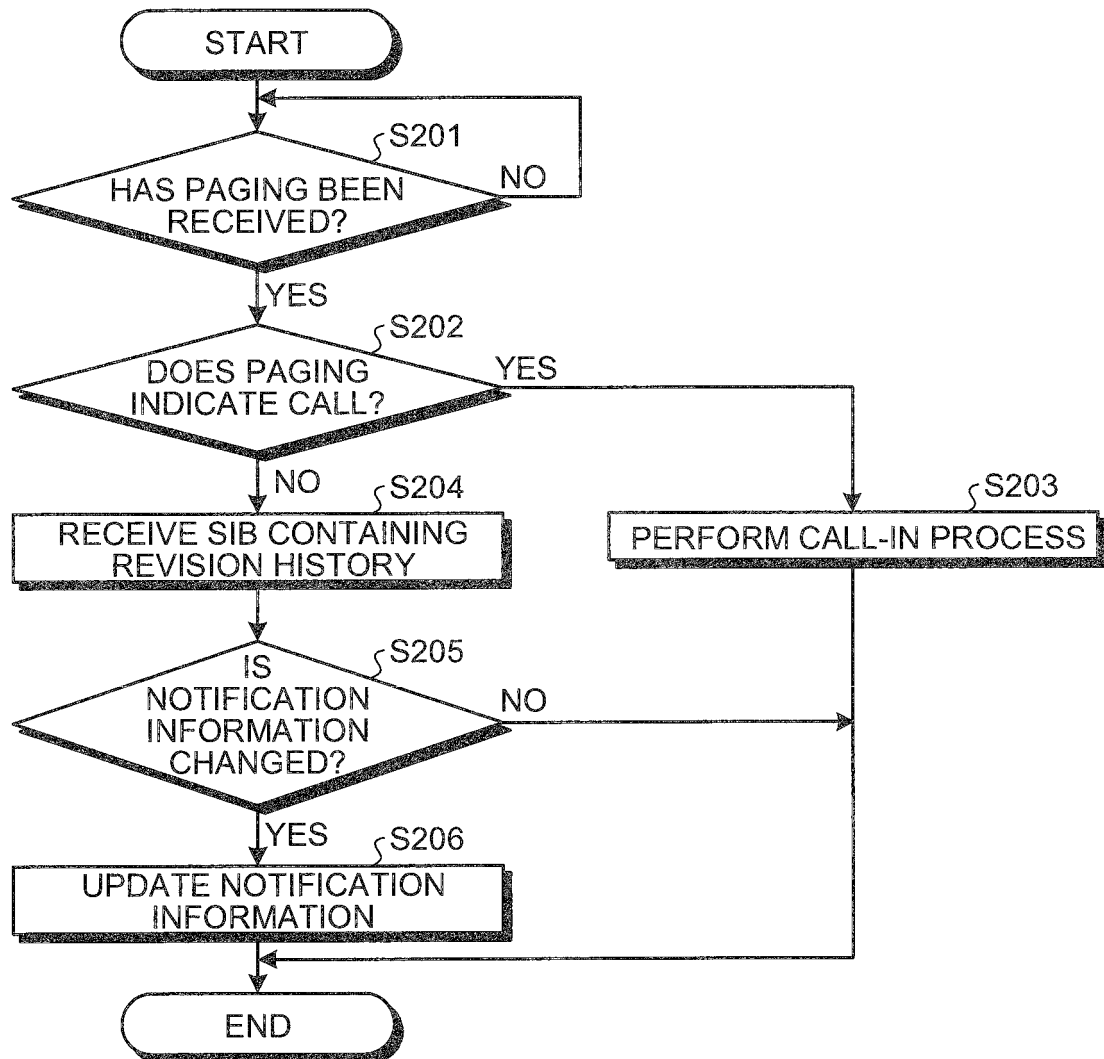 START
S201
HAS PAGING BEEN
RECEIVED?
NO
YES
S202
DOES PAGING
INDICATE CALL?
YES
NO
S204
RECEIVE SIB CONTAINING
REVISION HISTORY
S203
PERFORM CALL-IN PROCESS
S205
IS
NOTIFICATION
INFORMATION
CHANGED?
NO
YES
S206
UPDATE NOTIFICATION
INFORMATION
END